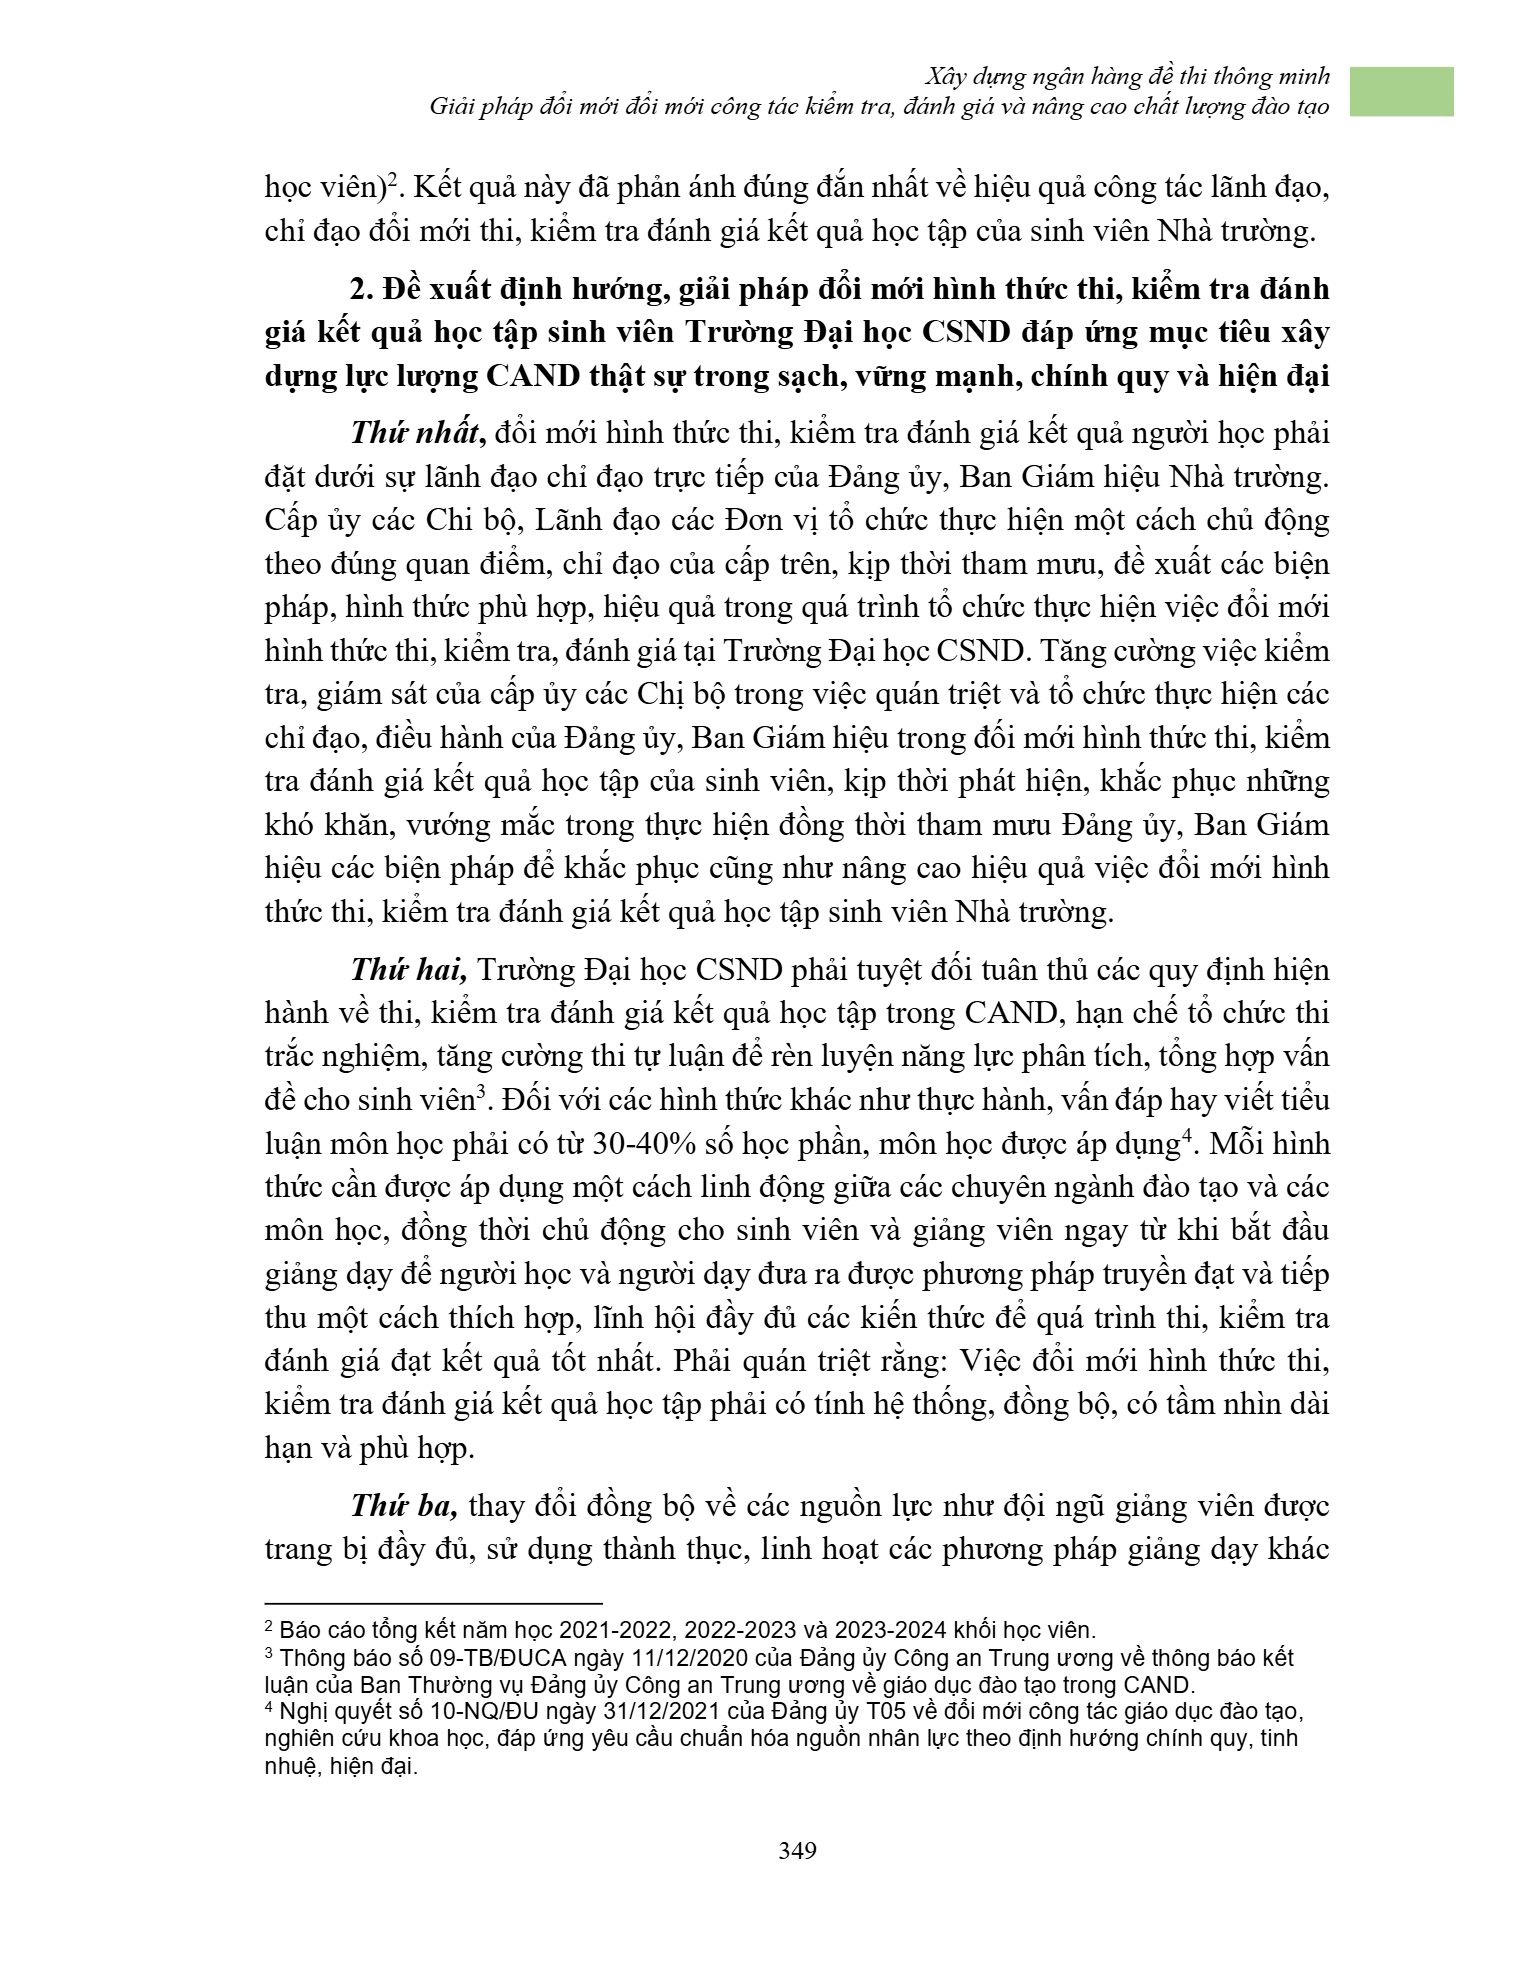 Xây dựng ngân hàng đề thi thông minh
Giải pháp đổi mới đổi mới công tác kiểm tra, đánh giá và nâng cao chất lượng đào tạo
học viên)². Kết quả này đã phản ánh đúng đắn nhất về hiệu quả công tác lãnh đạo,
chỉ đạo đổi mới thi, kiểm tra đánh giá kết quả học tập của sinh viên Nhà trường.
2. Đề xuất định hướng, giải pháp đổi mới hình thức thi, kiểm tra đánh
giá kết quả học tập sinh viên Trường Đại học CSND đáp ứng mục tiêu xây
dựng lực lượng CAND thật sự trong sạch, vững mạnh, chính quy và hiện đại
Thứ nhất, đổi mới hình thức thi, kiểm tra đánh giá kết quả người học phải
đặt dưới sự lãnh đạo chỉ đạo trực tiếp của Đảng ủy, Ban Giám hiệu Nhà trường.
Cấp ủy các Chi bộ, Lãnh đạo các Đơn vị tổ chức thực hiện một cách chủ động
theo đúng quan điểm, chỉ đạo của cấp trên, kịp thời tham mưu, đề xuất các biện
pháp, hình thức phù hợp, hiệu quả trong quá trình tổ chức thực hiện việc đổi mới
hình thức thi, kiểm tra, đánh giá tại Trường Đại học CSND. Tăng cường việc kiểm
tra, giám sát của cấp ủy các Chị bộ trong việc quán triệt và tổ chức thực hiện các
chỉ đạo, điều hành của Đảng ủy, Ban Giám hiệu trong đối mới hình thức thi, kiểm
tra đánh giá kết quả học tập của sinh viên, kịp thời phát hiện, khắc phục những
khó khăn, vướng mắc trong thực hiện đồng thời tham mưu Đảng ủy, Ban Giám
hiệu các biện pháp để khắc phục cũng như nâng cao hiệu quả việc đổi mới hình
thức thi, kiểm tra đánh giá kết quả học tập sinh viên Nhà trường.
Thứ hai, Trường Đại học CSND phải tuyệt đối tuân thủ các quy định hiện
hành về thi, kiểm tra đánh giá kết quả học tập trong CAND, hạn chế tổ chức thi
trắc nghiệm, tăng cường thi tự luận để rèn luyện năng lực phân tích, tổng hợp vấn
đề cho sinh viên³. Đối với các hình thức khác như thực hành, vấn đáp hay viết tiểu
luận môn học phải có từ 30-40% số học phần, môn học được áp dụng⁴. Mỗi hình
thức cần được áp dụng một cách linh động giữa các chuyên ngành đào tạo và các
môn học, đồng thời chủ động cho sinh viên và giảng viên ngay từ khi bắt đầu
giảng dạy để người học và người dạy đưa ra được phương pháp truyền đạt và tiếp
thu một cách thích hợp, lĩnh hội đầy đủ các kiến thức để quá trình thi, kiểm tra
đánh giá đạt kết quả tốt nhất. Phải quán triệt rằng: Việc đổi mới hình thức thi,
kiểm tra đánh giá kết quả học tập phải có tính hệ thống, đồng bộ, có tầm nhìn dài
hạn và phù hợp.
Thứ ba, thay đổi đồng bộ về các nguồn lực như đội ngũ giảng viên được
trang bị đầy đủ, sử dụng thành thục, linh hoạt các phương pháp giảng dạy khác
² Báo cáo tổng kết năm học 2021-2022, 2022-2023 và 2023-2024 khối học viên.
³ Thông báo số 09-TB/ĐUCA ngày 11/12/2020 của Đảng ủy Công an Trung ương về thông báo kết
luận của Ban Thường vụ Đảng ủy Công an Trung ương về giáo dục đào tạo trong CAND.
⁴ Nghị quyết số 10-NQ/ĐU ngày 31/12/2021 của Đảng ủy T05 về đổi mới công tác giáo dục đào tạo,
nghiên cứu khoa học, đáp ứng yêu cầu chuẩn hóa nguồn nhân lực theo định hướng chính quy, tinh
nhuệ, hiện đại.
349